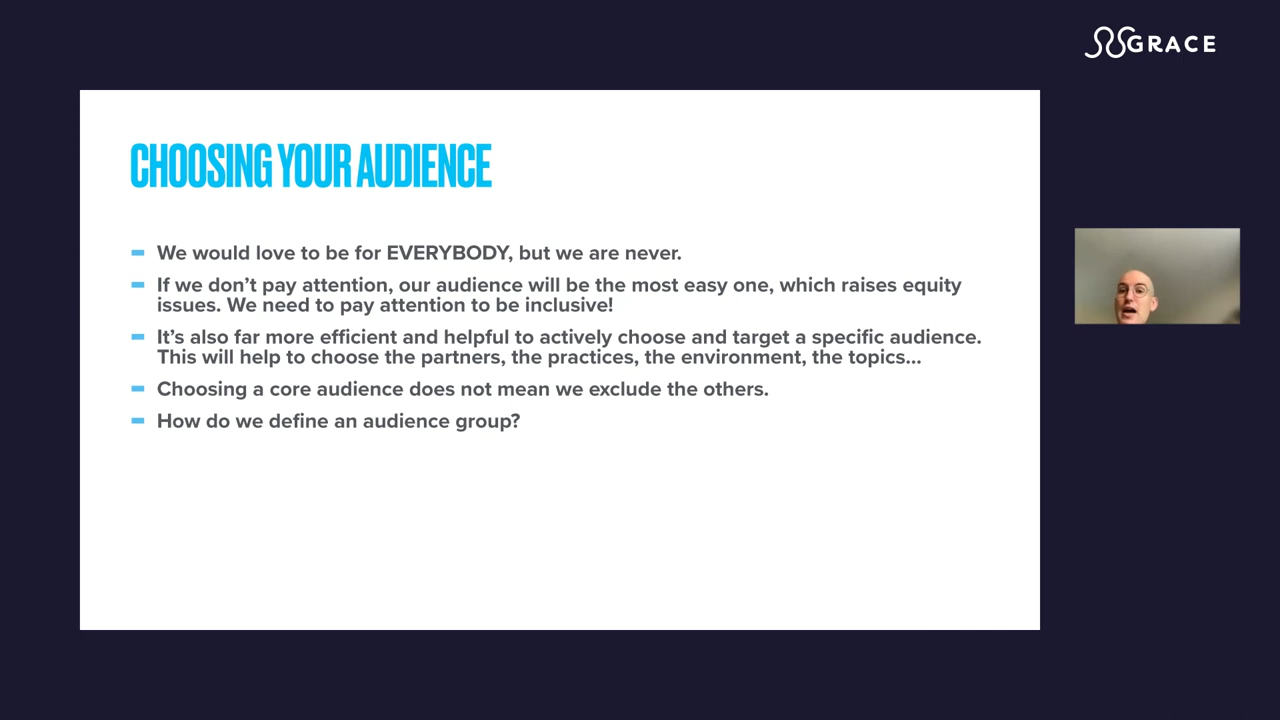 GRACE
CHOOSING YOUR AUDIENCE
We would love to be for EVERYBODY, but we are never.
If we don’t pay attention, our audience will be the most easy one, which raises equity
issues. We need to pay attention to be inclusive!
It’s also far more efficient and helpful to actively choose and target a specific audience.
This will help to choose the partners, the practices, the environment, the topics...
Choosing a core audience does not mean we exclude the others.
How do we define an audience group?